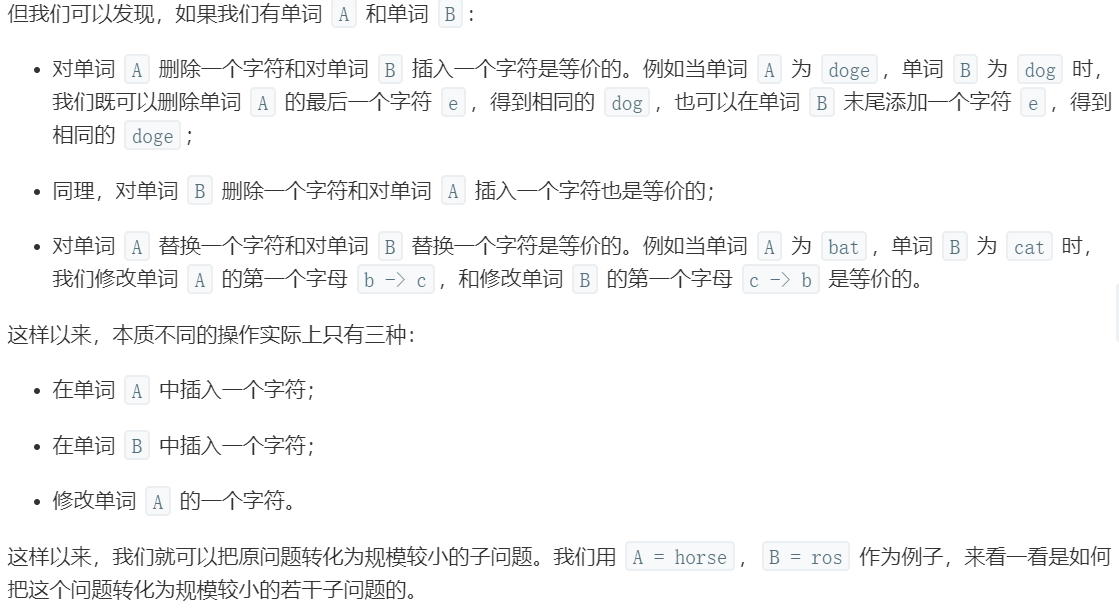 但我们可以发现，如果我们有单词 A 和单词 B：
• 对单词 A 删除一个字符和对单词 B 插入一个字符是等价的。例如当单词 A 为 doge，单词 B 为 dog 时，
我们既可以删除单词 A 的最后一个字符 e，得到相同的 dog，也可以在单词 B 末尾添加一个字符 e，得到
相同的 doge；
• 同理，对单词 B 删除一个字符和对单词 A 插入一个字符也是等价的；
• 对单词 A 替换一个字符和对单词 B 替换一个字符是等价的。例如当单词 A 为 bat，单词 B 为 cat 时，
我们修改单词 A 的第一个字母 b -> c，和修改单词 B 的第一个字母 c -> b 是等价的。
这样以来，本质不同的操作实际上只有三种：
• 在单词 A 中插入一个字符；
• 在单词 B 中插入一个字符；
• 修改单词 A 的一个字符。
这样以来，我们就可以把原问题转化为规模较小的子问题。我们用 A = horse，B = ros 作为例子，来看一看是如何
把这个问题转化为规模较小的若干子问题的。